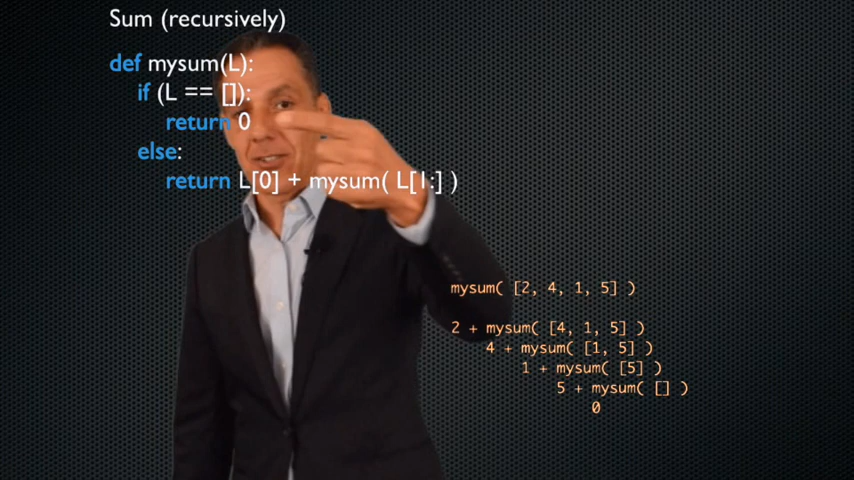 Sum (recursively)
def mysum(L):
if (L == []):
return 0
else:
return L[0] + mysum( L[1:] )
mysum( [2, 4, 1, 5] )
2 + mysum( [4, 1, 5] )
4 + mysum( [1, 5] )
1 + mysum( [5] )
5 + mysum( [] )
0